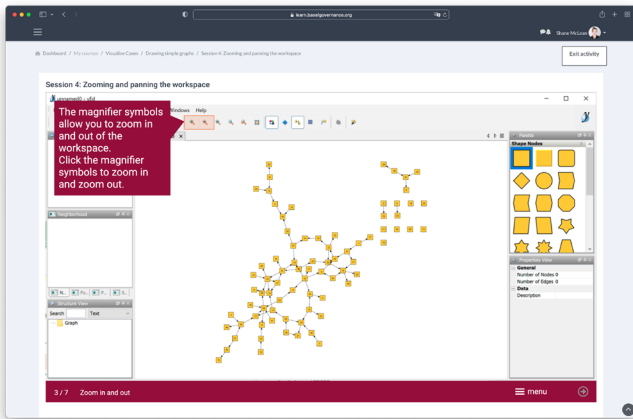 learn.baselgovernance.org
Shane McLean
Dashboard / My courses / Visualise Cases / Drawing simple graphs / Session 4: Zooming and panning the workspace
Exit activity
Session 4: Zooming and panning the workspace
unnamed0 - yEd
Windows Help
The magnifier symbols
allow you to zoom in
and out of the
workspace.
Click the magnifier
symbols to zoom in
and zoom out.
Palette
Shape Nodes
Neighborhood
Structure View
Search
Text
Graph
Properties View
General
Number of Nodes 0
Number of Edges 0
Data
Description
3 / 7 Zoom in and out
menu